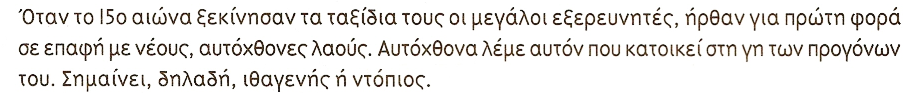 Όταν το 15ο αιώνα ξεκίνησαν τα ταξίδια τους οι μεγάλοι εξερευνητές, ήρθαν για πρώτη φορά
σε επαφή με νέους, αυτόχθονες λαούς. Αυτόχθονα λέμε αυτόν που κατοικεί στη γη των προγόνων
του. Σημαίνει, δηλαδή, ιθαγενής ή ντόπιος.